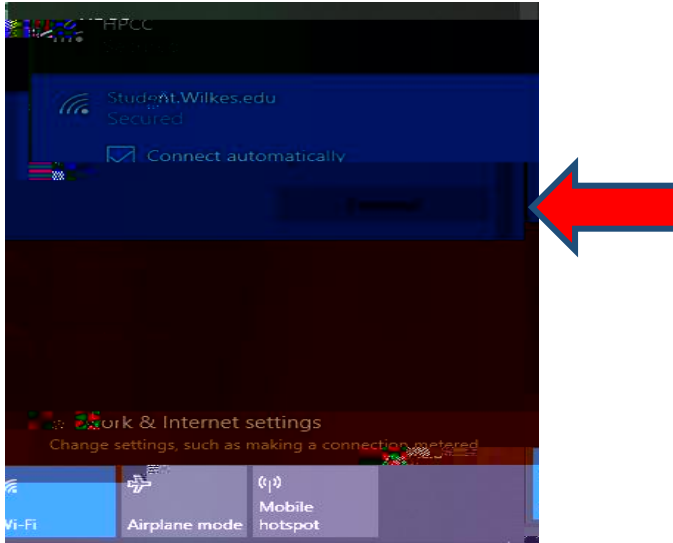 HPCC
Student.Wilkes.edu
Secured
Connect automatically
ork & Internet settings
Change settings, such as making a connection metered
Wi-Fi
Airplane mode
Mobile
hotspot